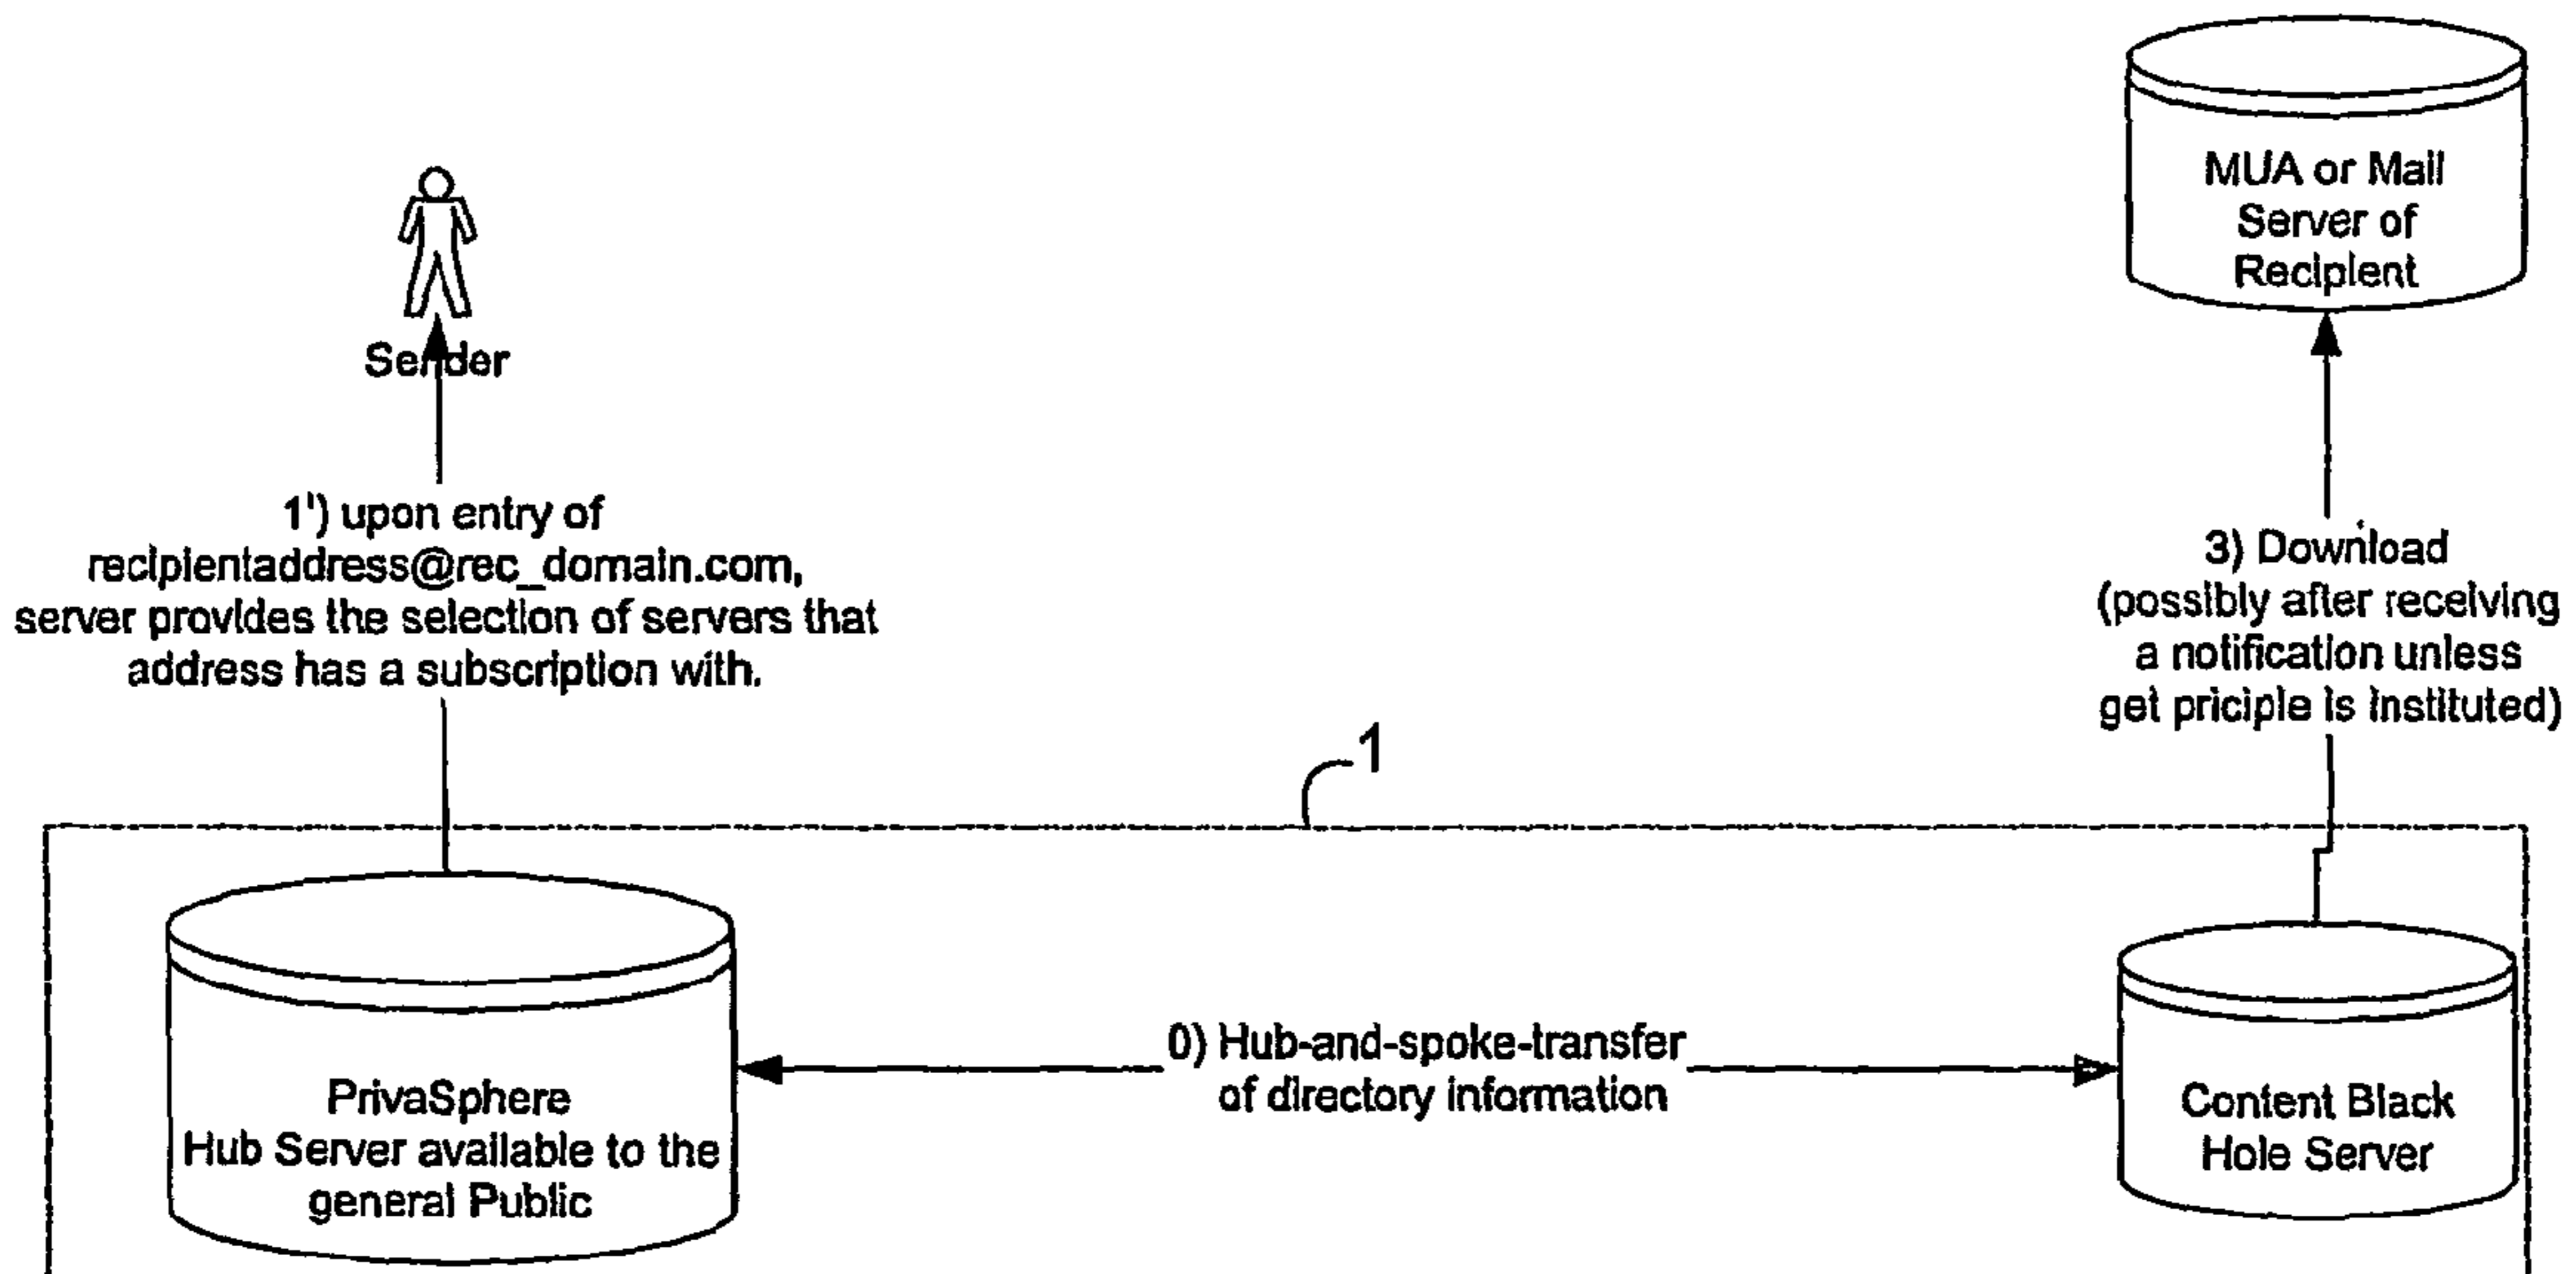 MUA or Mail
Server of
Recipient
Sender
1') upon entry of
recipientaddress@rec_domain.com,
server provides the selection of servers that
address has a subscription with.
3) Download
(possibly after receiving
a notification unless
get priciple is instituted)
1
0) Hub-and-spoke-transfer
of directory information
PrivaSphere
Hub Server available to the
general Public
Content Black
Hole Server